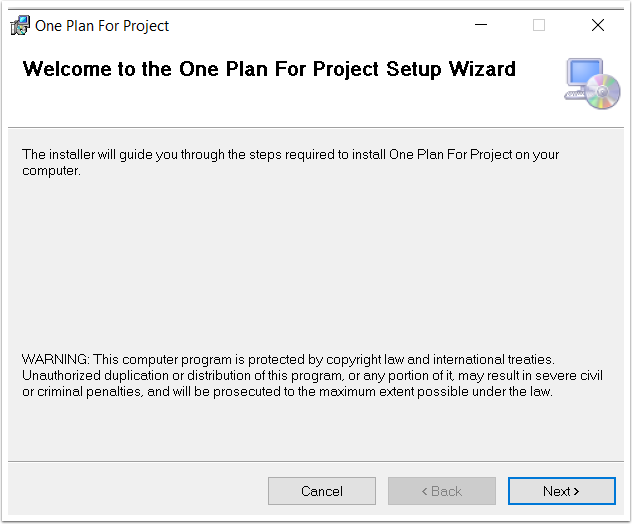 One Plan For Project
Welcome to the One Plan For Project Setup Wizard
The installer will guide you through the steps required to install One Plan For Project on your
computer.
WARNING: This computer program is protected by copyright law and international treaties.
Unauthorized duplication or distribution of this program, or any portion of it, may result in severe civil
or criminal penalties, and will be prosecuted to the maximum extent possible under the law.
Cancel
< Back
Next >